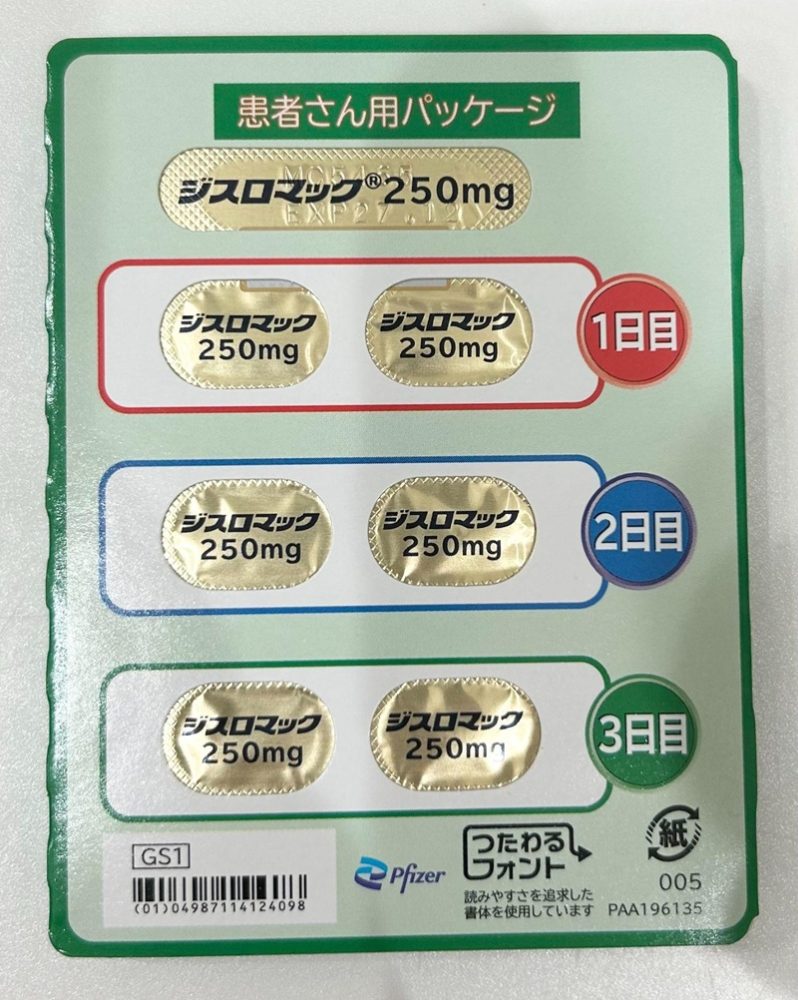 患者さん用パッケージ
ジスロマック®250mg
EXP27.12
ジスロマック
250mg
ジスロマック
250mg
1日目
ジスロマック
250mg
ジスロマック
250mg
2日目
ジスロマック
250mg
ジスロマック
250mg
3日目
GS1
(01)04987114124098
Pfizer
つたわる
フォント
読みやすさを追求した
書体を使用しています
紙
005
PAA196135